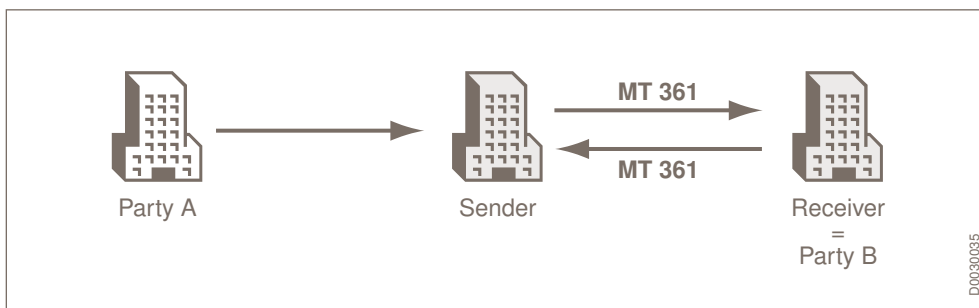 MT 361
MT 361
Party A
Sender
Receiver
=
Party B
D0030035